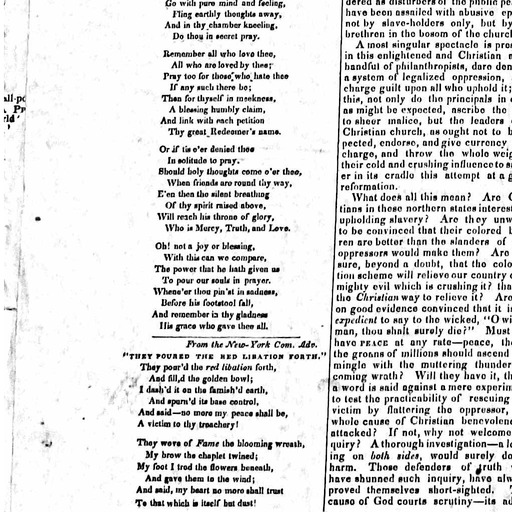 Go with pure mind and feeling,
Fling earthly thoughts away,
And in thy chamber kneeling,
Do thou in secret pray.
Remember all who love thee,
All who are loved by thee;
Pray too for those who hate thee
If any such there be;
Then for thyself in meekness,
A blessing humbly claim,
And link with each petition
Thy great Redeemer's name.
Or if tis e'er denied thee
In solitude to pray,
Should holy thoughts come o'er thee,
When friends are round thy way,
E'en then the silent breathing
Of thy spirit raised above,
Will reach his throne of glory,
Who is Mercy, Truth, and Love.
Oh! not a joy or blessing,
With this can we compare,
The power that he hath given us
To pour our souls in prayer.
Whene'er thou pin'st in sadness,
Before his footstool fall,
And remember in thy gladness
His grace who gave thee all.
From the New-York Com. Adv.
"THEY POURED THE RED LIBATION FORTH."
They pour'd the red libation forth,
And fill,d the golden bowl;
I dash'd it on the famish'd earth,
And spurn'd its base control,
And said—no more my peace shall be,
A victim to thy treachery!
They wove of Fame the blooming wreath,
My brow the chaplet twined;
My foot I trod the flowers beneath,
And gave them to the wind;
And said, my heart no more shall trust
To that which is itself but dust!
dered as disturbers of the public
have been assailed with abusive
not by slave-holders only, but by
brethren in the bosom of the church
A most singular spectacle is
in this enlightened and Christian
handful of philanthropists, dare
a system of legalized oppression,
charge guilt upon all who uphold it;
this, not only do the principals in
as might be expected, ascribe the
to sheer malice, but the leaders
Christian church, as ought not to
pected, endorse, and give currency
charge, and throw the whole
their cold and crushing influence to
er in its cradle this attempt at a
reformation.
What does all this mean? Are
tians in these northern states
upholding slavery? Are they
to be convinced that their colored
ren are better than the slanders of
oppressors would make them? Are
sure, beyond a doubt, that the
tion scheme will relieve our country
mighty evil which is crushing it?
the Christian way to relieve it? Are
on good evidence convinced that it
expedient to say to the wicked, "O
man, thou shalt surely die?" Must
have PEACE at any rate—peace,
the groans of millions should ascend
mingle with the muttering thunder
coming wrath? Will they have it,
a word is said against a mere
to test the practicability of rescuing
victim by flattering the oppressor,
whole cause of Christian
attacked? If not, why not welcome
quiry? A thorough investigation—a
ing on both sides, would surely do
harm. Those defenders of truth
have shunned such inquiry, have
proved themselves short-sighted.
cause of God courts scrutiny—its